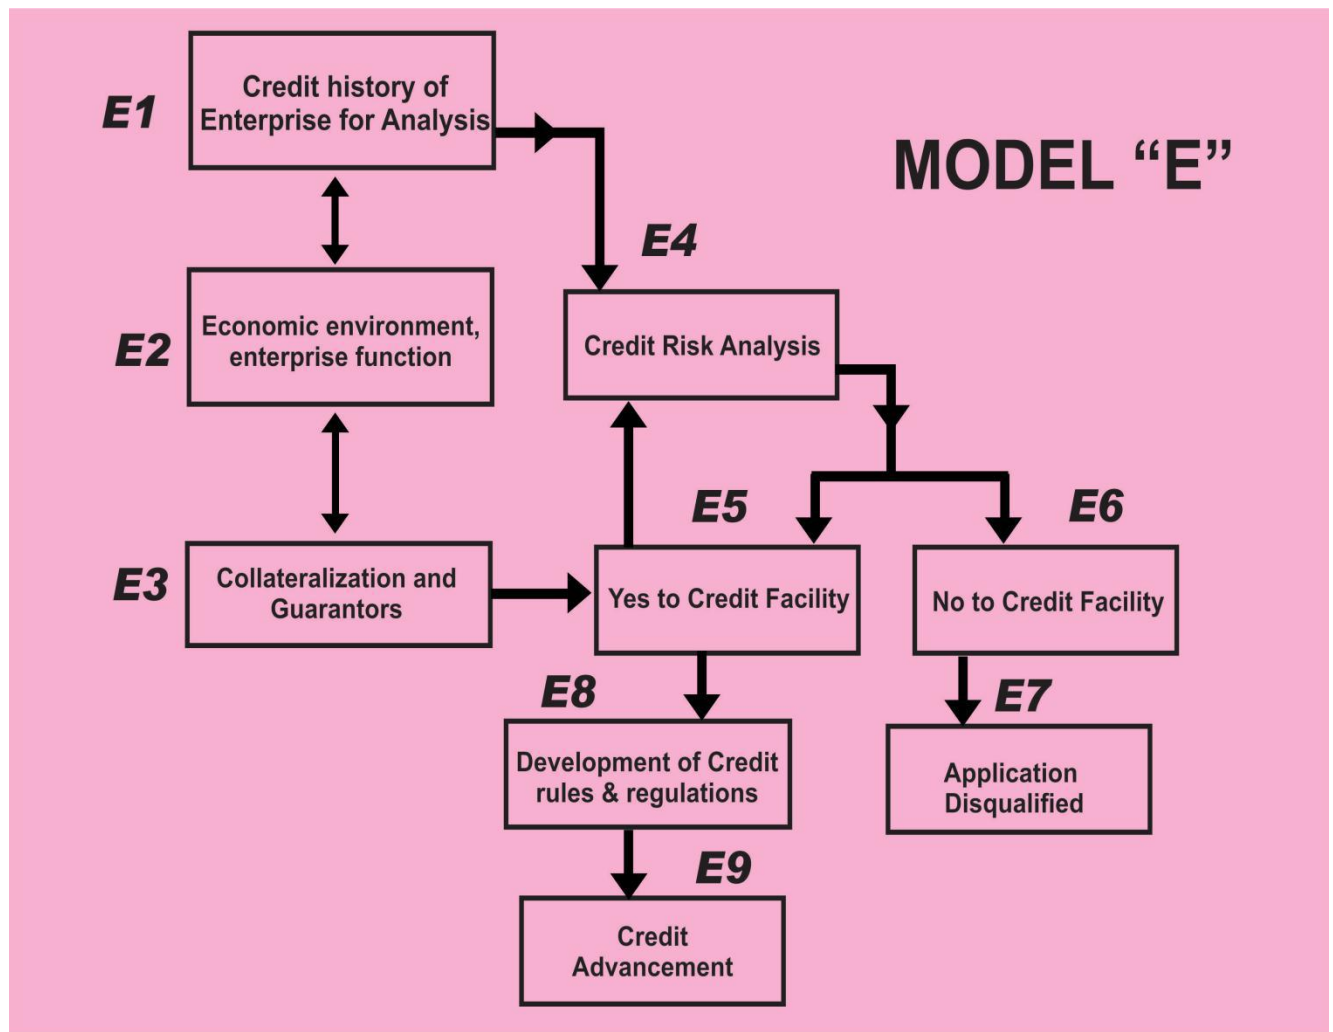 E1
Credit history of
Enterprise for Analysis
MODEL “E”
E2
Economic environment,
enterprise function
E4
Credit Risk Analysis
E3
Collateralization and
Guarantors
E5
Yes to Credit Facility
E6
No to Credit Facility
E8
Development of Credit
rules & regulations
E7
Application
Disqualified
E9
Credit
Advancement